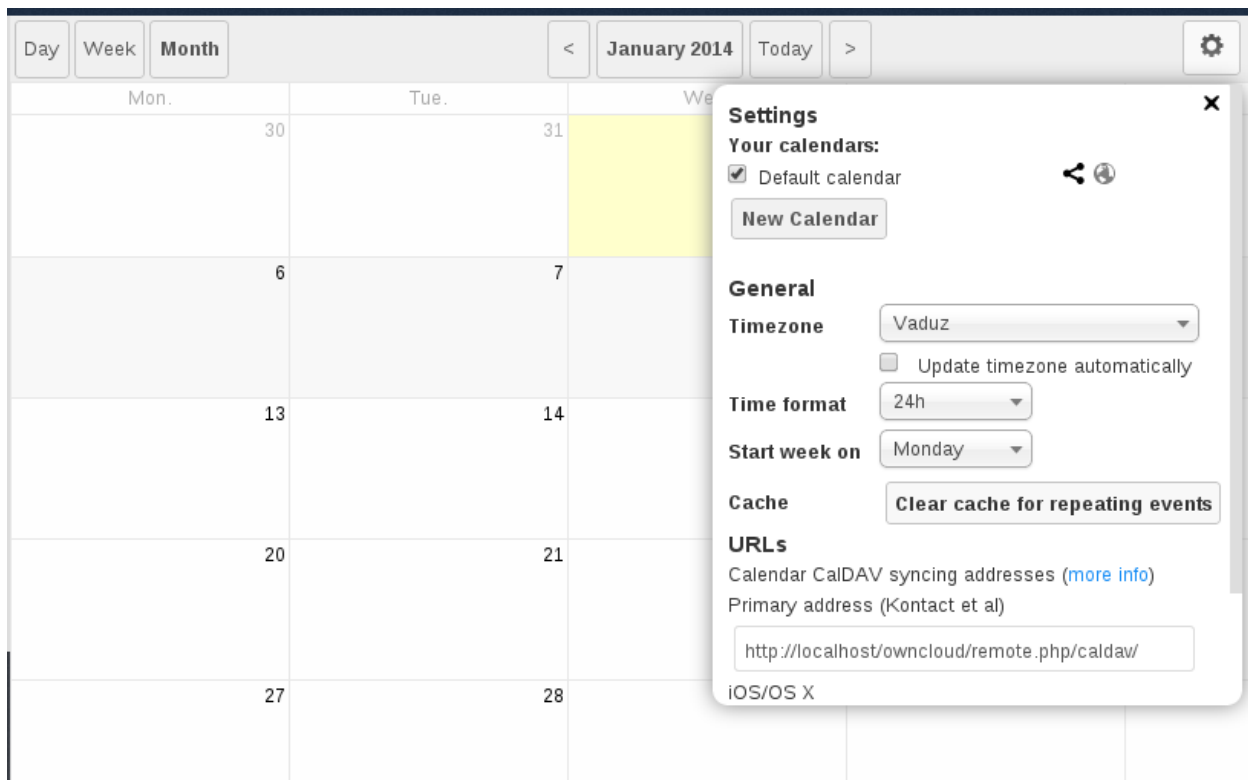 Day Week Month < January 2014 Today >
Mon. Tue. We
30 31
6 7
13 14
20 21
27 28
Settings
Your calendars:
Default calendar
New Calendar
General
Timezone Vaduz
Update timezone automatically
Time format 24h
Start week on Monday
Cache Clear cache for repeating events
URLs
Calendar CalDAV syncing addresses (more info)
Primary address (Kontact et al)
http://localhost/owncloud/remote.php/caldav/
iOS/OS X